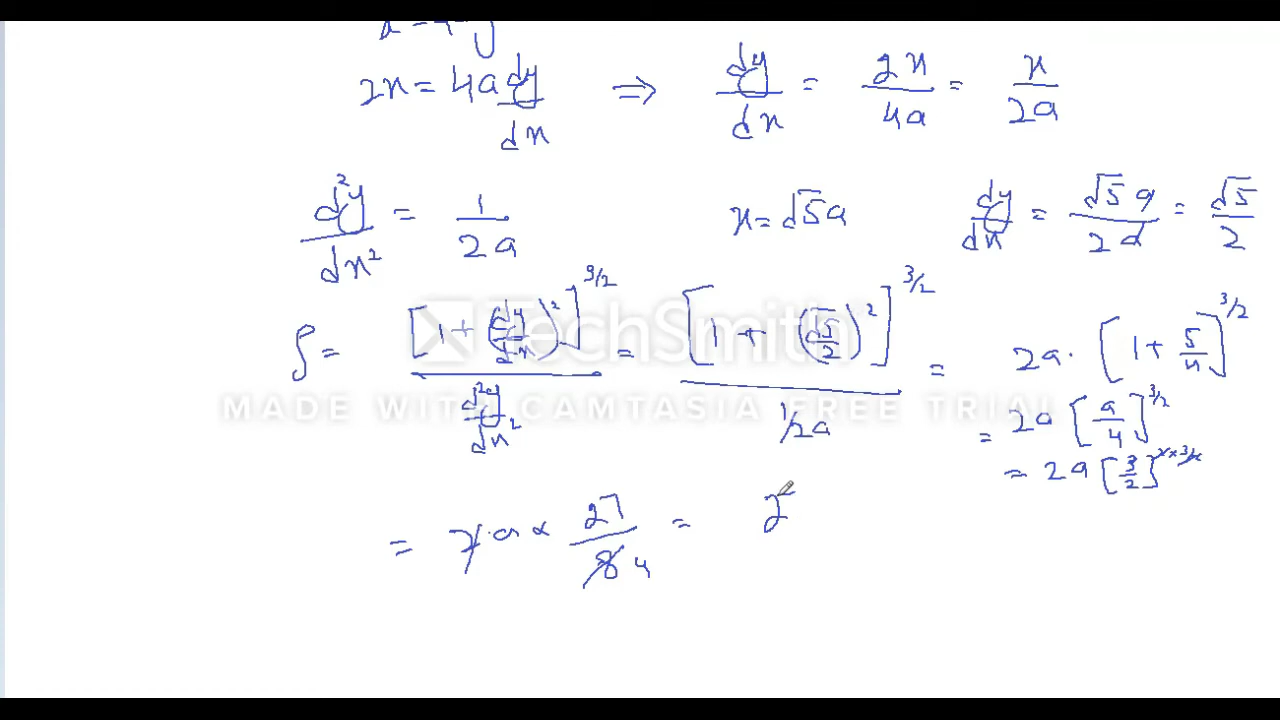 2x = 4a dy/dx ⇒ dy/dx = 2x/4a = x/2a
d²y/dx² = 1/2a x = √5a dy/dx = √5a/2a = √5/2
ρ = [1+(dy/dx)²]^3/2 / d²y/dx² = [1+(√5/2)²]^3/2 / 1/2a = 2a·[1+5/4]^3/2
TechSmith
MADE WITH CAMTASIA FREE TRIAL
= 2a[9/4]^3/2
= 2a[3/2]^2×3/2
= 2·a × 27/8 4 = 2